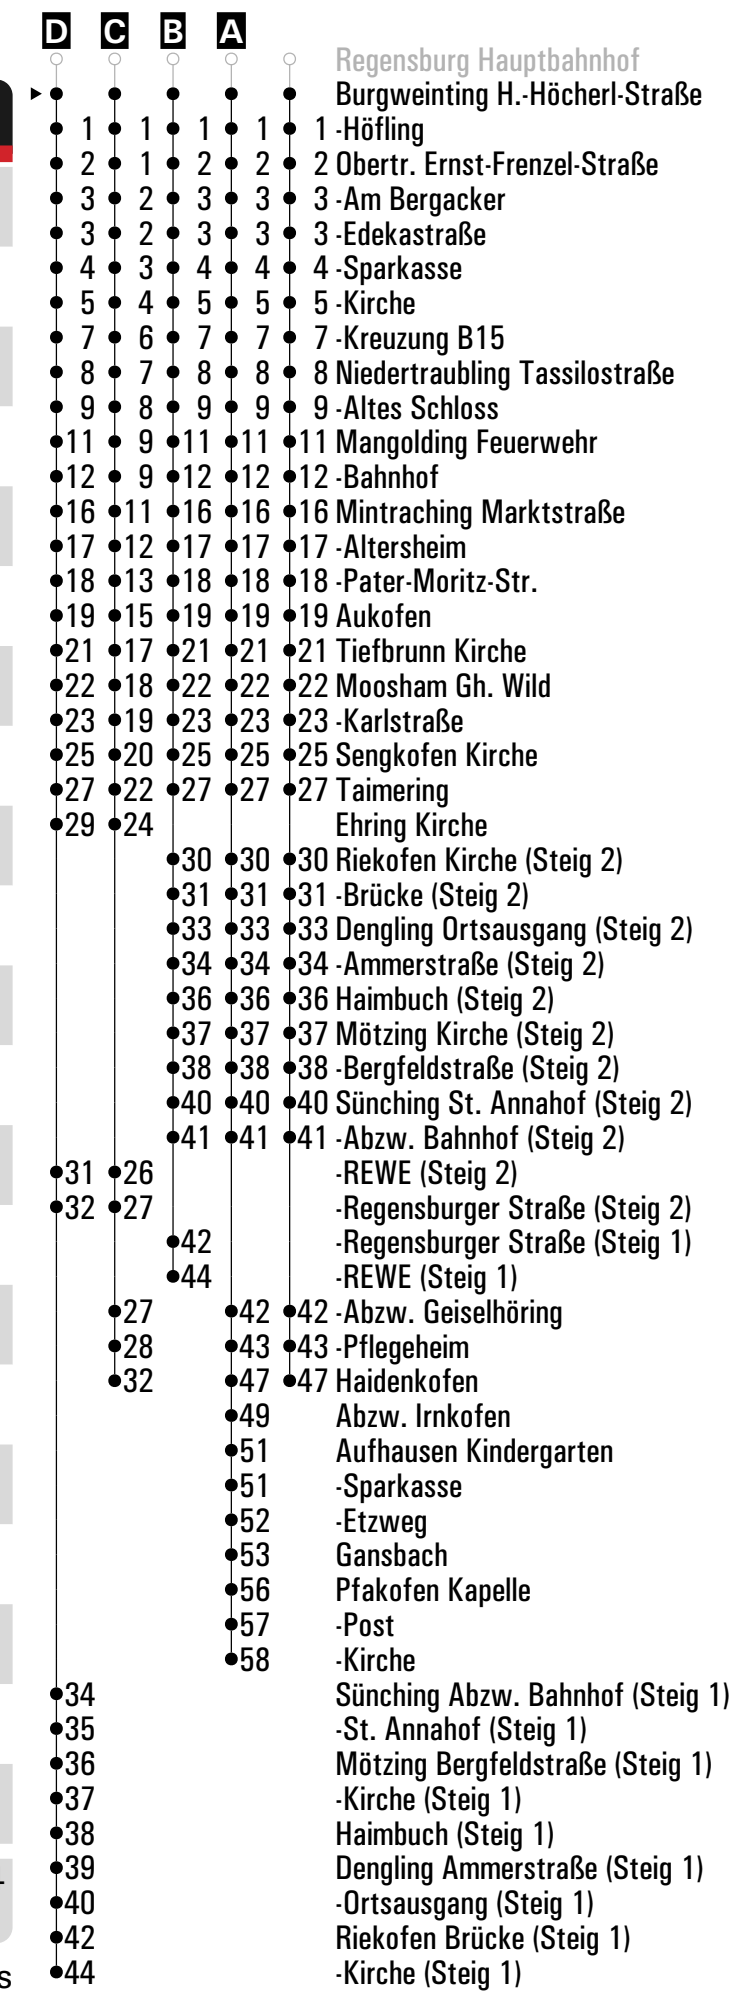 D C B A
Regensburg Hauptbahnhof
Burgweinting H.-Höcherl-Straße
1 1 1 1 1 -Höfling
2 1 2 2 2 Obertr. Ernst-Frenzel-Straße
3 2 3 3 3 -Am Bergacker
3 2 3 3 3 -Edekastraße
4 3 4 4 4 -Sparkasse
5 4 5 5 5 -Kirche
7 6 7 7 7 -Kreuzung B15
8 7 8 8 8 Niedertraubling Tassilostraße
9 8 9 9 9 -Altes Schloss
11 9 11 11 11 Mangolding Feuerwehr
12 9 12 12 12 -Bahnhof
16 11 16 16 16 Mintraching Marktstraße
17 12 17 17 17 -Altersheim
18 13 18 18 18 -Pater-Moritz-Str.
19 15 19 19 19 Aukofen
21 17 21 21 21 Tiefbrunn Kirche
22 18 22 22 22 Moosham Gh. Wild
23 19 23 23 23 -Karlstraße
25 20 25 25 25 Sengkofen Kirche
27 22 27 27 27 Taimering
29 24 Ehring Kirche
30 30 30 Riekofen Kirche (Steig 2)
31 31 31 -Brücke (Steig 2)
33 33 33 Dengling Ortsausgang (Steig 2)
34 34 34 -Ammerstraße (Steig 2)
36 36 36 Haimbuch (Steig 2)
37 37 37 Mötzing Kirche (Steig 2)
38 38 38 -Bergfeldstraße (Steig 2)
40 40 40 Sünching St. Annahof (Steig 2)
41 41 41 -Abzw. Bahnhof (Steig 2)
31 26 -REWE (Steig 2)
32 27 -Regensburger Straße (Steig 2)
42 -Regensburger Straße (Steig 1)
44 -REWE (Steig 1)
27 42 42 -Abzw. Geiselhöring
28 43 43 -Pflegeheim
32 47 47 Haidenkofen
49 Abzw. Irnkofen
51 Aufhausen Kindergarten
51 -Sparkasse
52 -Etzweg
53 Gansbach
56 Pfakofen Kapelle
57 -Post
58 -Kirche
34 Sünching Abzw. Bahnhof (Steig 1)
35 -St. Annahof (Steig 1)
36 Mötzing Bergfeldstraße (Steig 1)
37 -Kirche (Steig 1)
38 Haimbuch (Steig 1)
39 Dengling Ammerstraße (Steig 1)
40 -Ortsausgang (Steig 1)
42 Riekofen Brücke (Steig 1)
s 44 -Kirche (Steig 1)